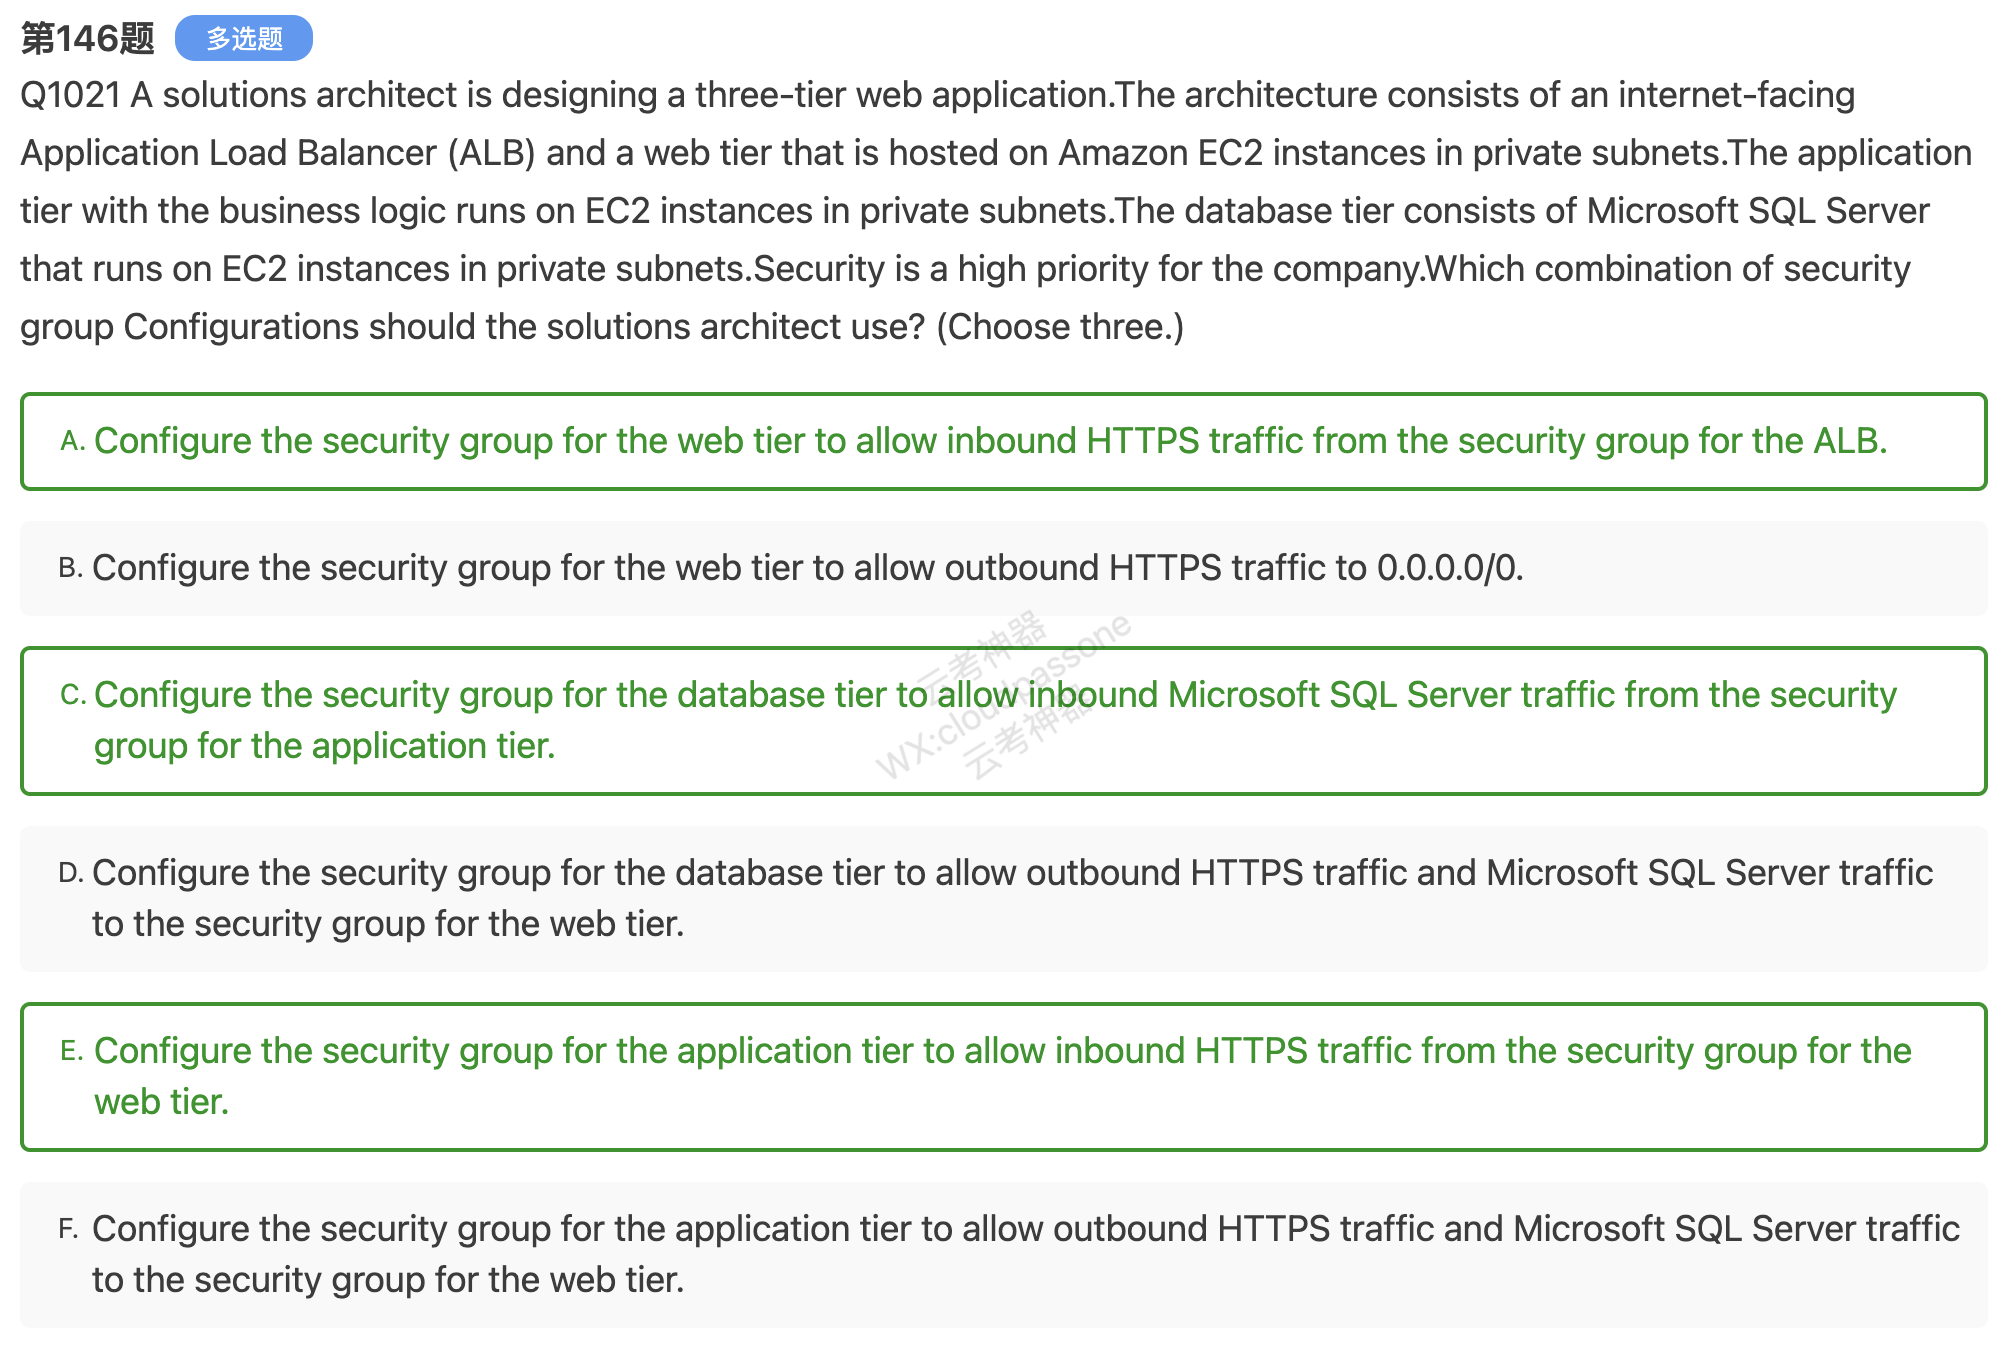 第146题 多选题
Q1021 A solutions architect is designing a three-tier web application.The architecture consists of an internet-facing
Application Load Balancer (ALB) and a web tier that is hosted on Amazon EC2 instances in private subnets.The application
tier with the business logic runs on EC2 instances in private subnets.The database tier consists of Microsoft SQL Server
that runs on EC2 instances in private subnets.Security is a high priority for the company.Which combination of security
group Configurations should the solutions architect use? (Choose three.)
A. Configure the security group for the web tier to allow inbound HTTPS traffic from the security group for the ALB.
B. Configure the security group for the web tier to allow outbound HTTPS traffic to 0.0.0.0/0.
C. Configure the security group for the database tier to allow inbound Microsoft SQL Server traffic from the security
group for the application tier.
云考神器
WX:cloudpassone
云考神器
D. Configure the security group for the database tier to allow outbound HTTPS traffic and Microsoft SQL Server traffic
to the security group for the web tier.
E. Configure the security group for the application tier to allow inbound HTTPS traffic from the security group for the
web tier.
F. Configure the security group for the application tier to allow outbound HTTPS traffic and Microsoft SQL Server traffic
to the security group for the web tier.